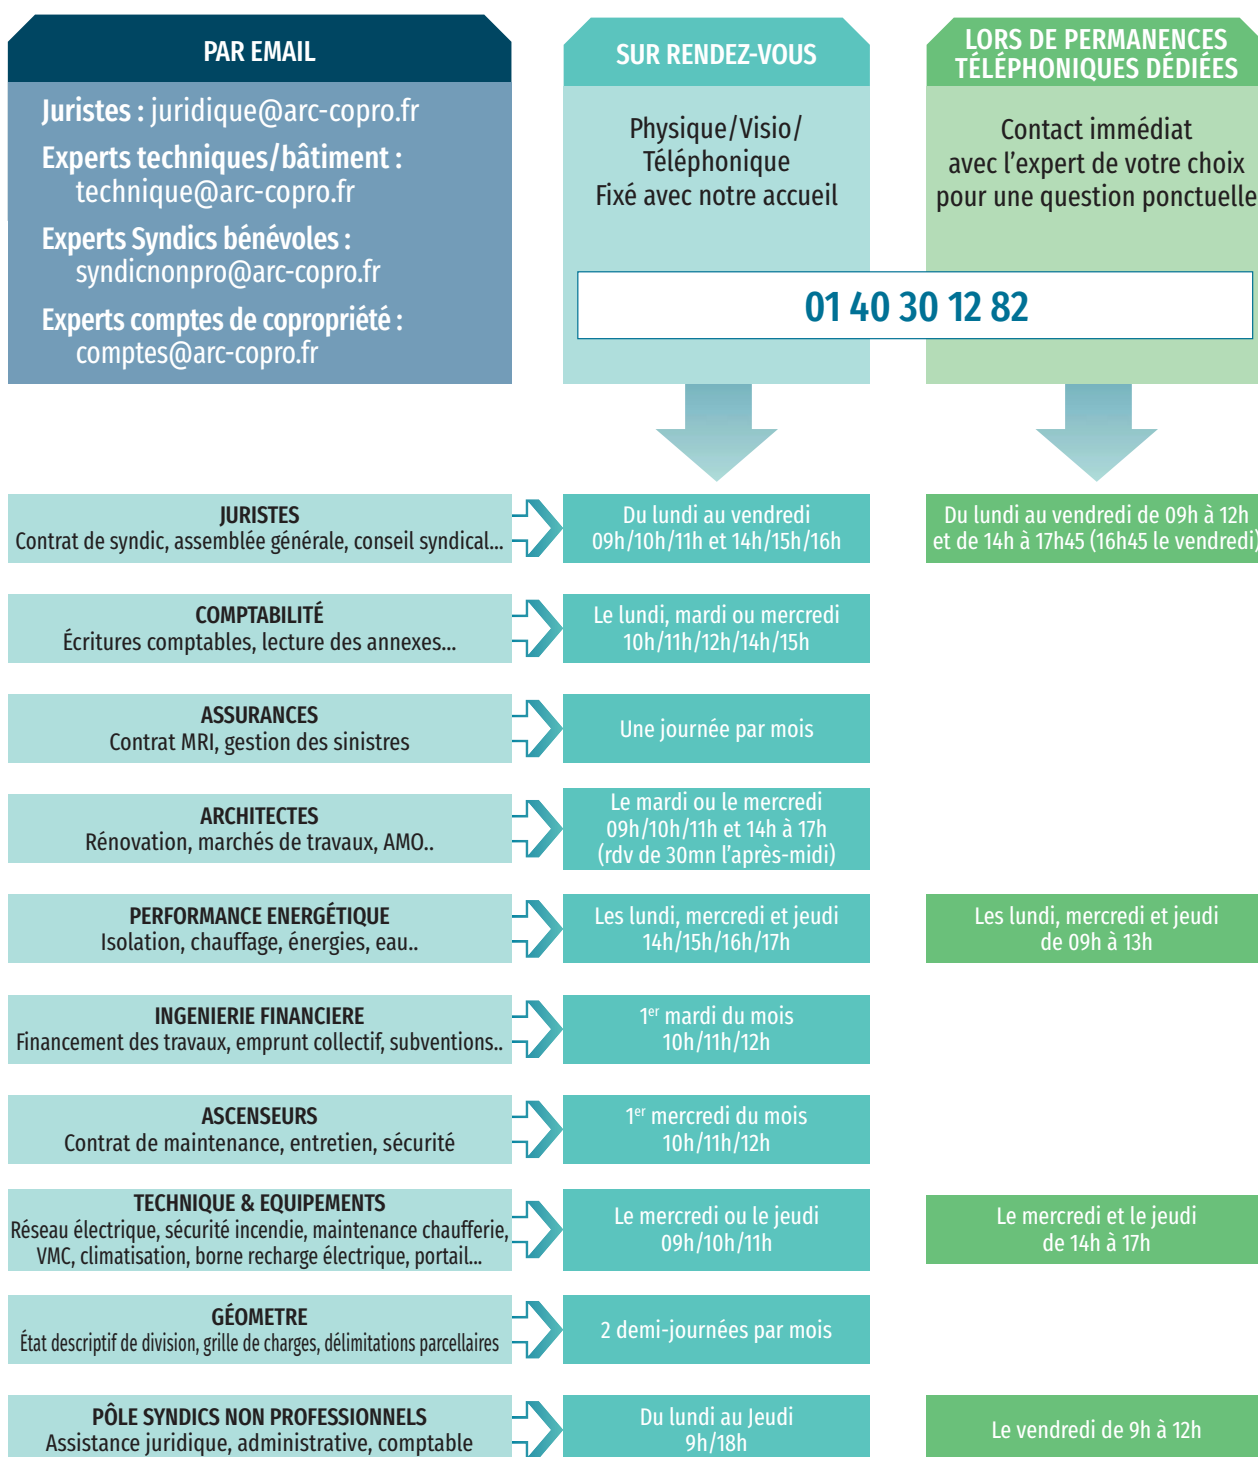 PAR EMAIL
Juristes : juridique@arc-copro.fr
Experts techniques/bâtiment :
technique@arc-copro.fr
Experts Syndics bénévoles :
syndicnonpro@arc-copro.fr
Experts comptes de copropriété :
comptes@arc-copro.fr
SUR RENDEZ-VOUS
Physique/Visio/
Téléphonique
Fixé avec notre accueil
LORS DE PERMANENCES
TÉLÉPHONIQUES DÉDIÉES
Contact immédiat
avec l'expert de votre choix
pour une question ponctuelle
01 40 30 12 82
JURISTES
Contrat de syndic, assemblée générale, conseil syndical...
Du lundi au vendredi
09h/10h/11h et 14h/15h/16h
Du lundi au vendredi de 09h à 12h
et de 14h à 17h45 (16h45 le vendredi)
COMPTABILITÉ
Écritures comptables, lecture des annexes...
Le lundi, mardi ou mercredi
10h/11h/12h/14h/15h
ASSURANCES
Contrat MRI, gestion des sinistres
Une journée par mois
ARCHITECTES
Rénovation, marchés de travaux, AMO..
Le mardi ou le mercredi
09h/10h/11h et 14h à 17h
(rdv de 30mn l'après-midi)
PERFORMANCE ENERGÉTIQUE
Isolation, chauffage, énergies, eau..
Les lundi, mercredi et jeudi
14h/15h/16h/17h
Les lundi, mercredi et jeudi
de 09h à 13h
INGENIERIE FINANCIERE
Financement des travaux, emprunt collectif, subventions..
1er mardi du mois
10h/11h/12h
ASCENSEURS
Contrat de maintenance, entretien, sécurité
1er mercredi du mois
10h/11h/12h
TECHNIQUE & EQUIPEMENTS
Réseau électrique, sécurité incendie, maintenance chaufferie,
VMC, climatisation, borne recharge électrique, portail...
Le mercredi ou le jeudi
09h/10h/11h
Le mercredi et le jeudi
de 14h à 17h
GÉOMETRE
État descriptif de division, grille de charges, délimitations parcellaires
2 demi-journées par mois
PÔLE SYNDICS NON PROFESSIONNELS
Assistance juridique, administrative, comptable
Du lundi au Jeudi
9h/18h
Le vendredi de 9h à 12h